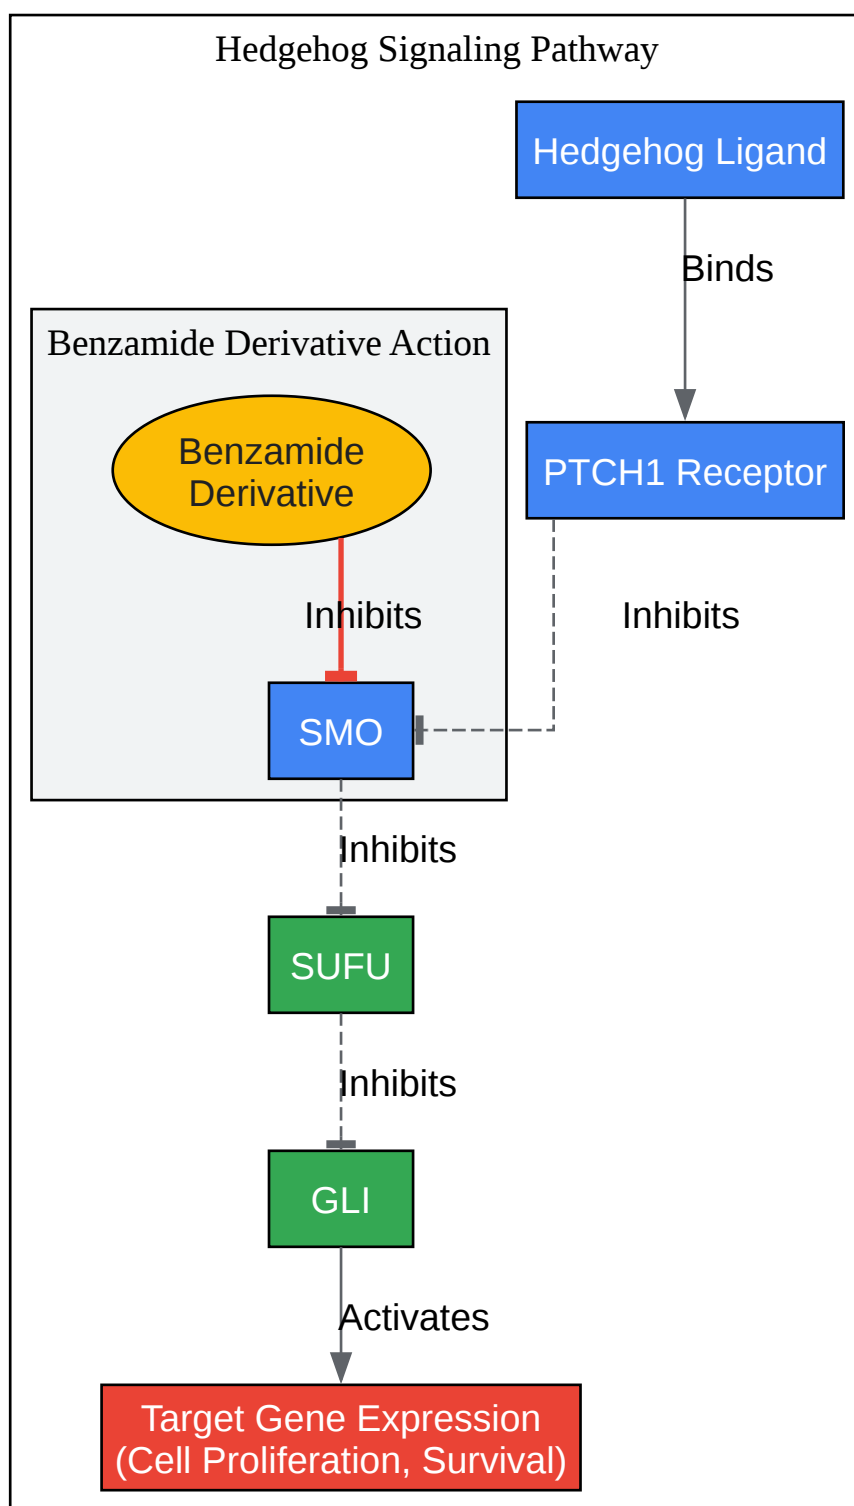 Hedgehog Signaling Pathway
Hedgehog Ligand
Binds
Benzamide Derivative Action
Benzamide
Derivative
PTCH1 Receptor
Inhibits
Inhibits
SMO
Inhibits
SUFU
Inhibits
GLI
Activates
Target Gene Expression
(Cell Proliferation, Survival)